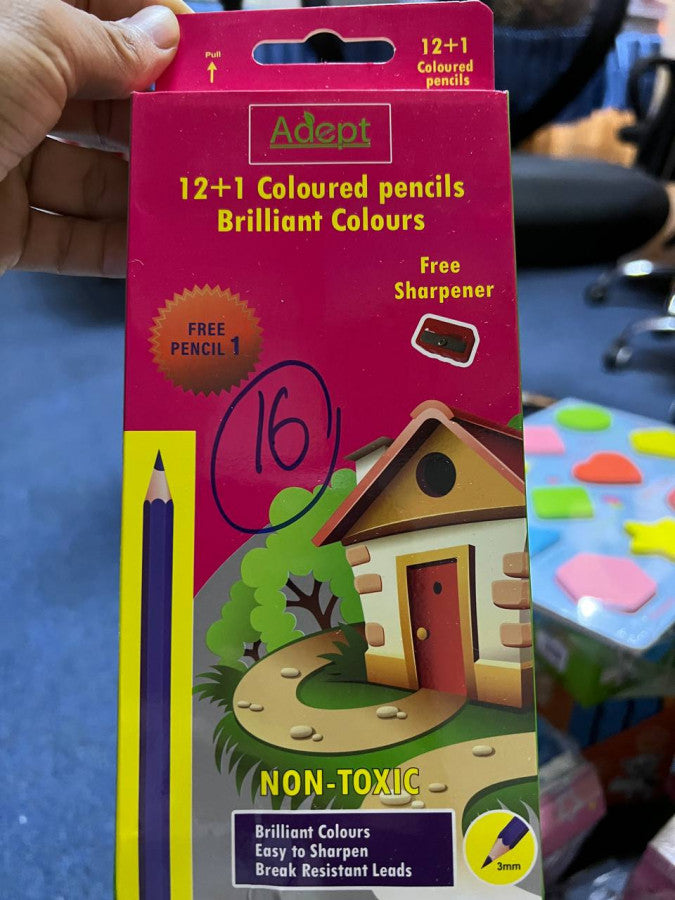 Pull
12+1
Coloured
pencils
Adept
12+1 Coloured pencils
Brilliant Colours
Free
Sharpener
FREE
PENCIL 1
16
NON-TOXIC
Brilliant Colours
Easy to Sharpen
Break Resistant Leads
3mm